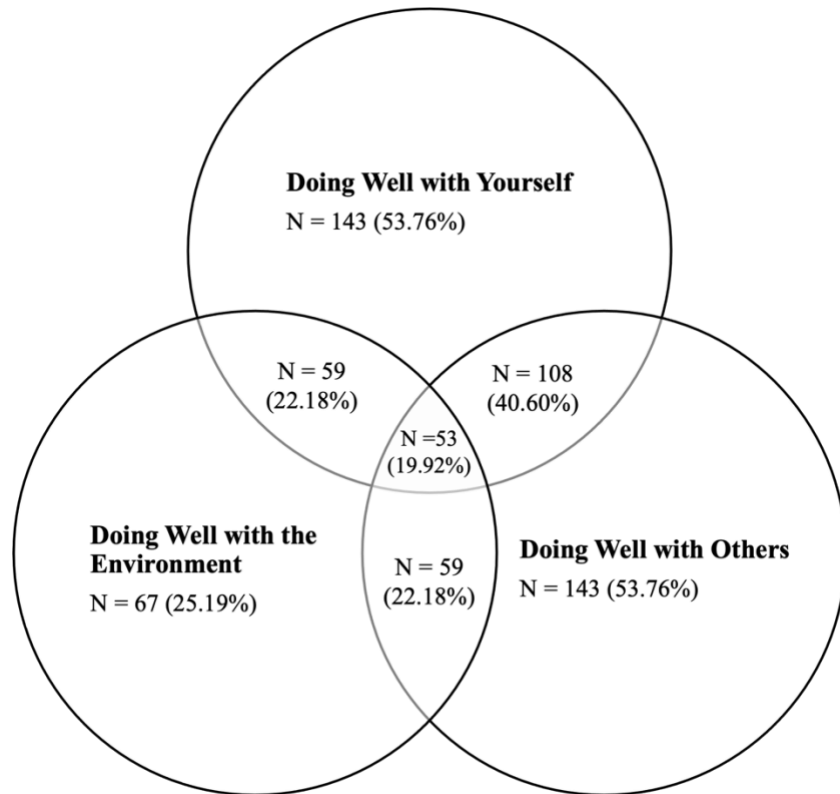 Doing Well with Yourself
N = 143 (53.76%)
N = 59
(22.18%)
N = 108
(40.60%)
N =53
(19.92%)
Doing Well with the
Environment
N = 67 (25.19%)
N = 59
(22.18%)
Doing Well with Others
N = 143 (53.76%)